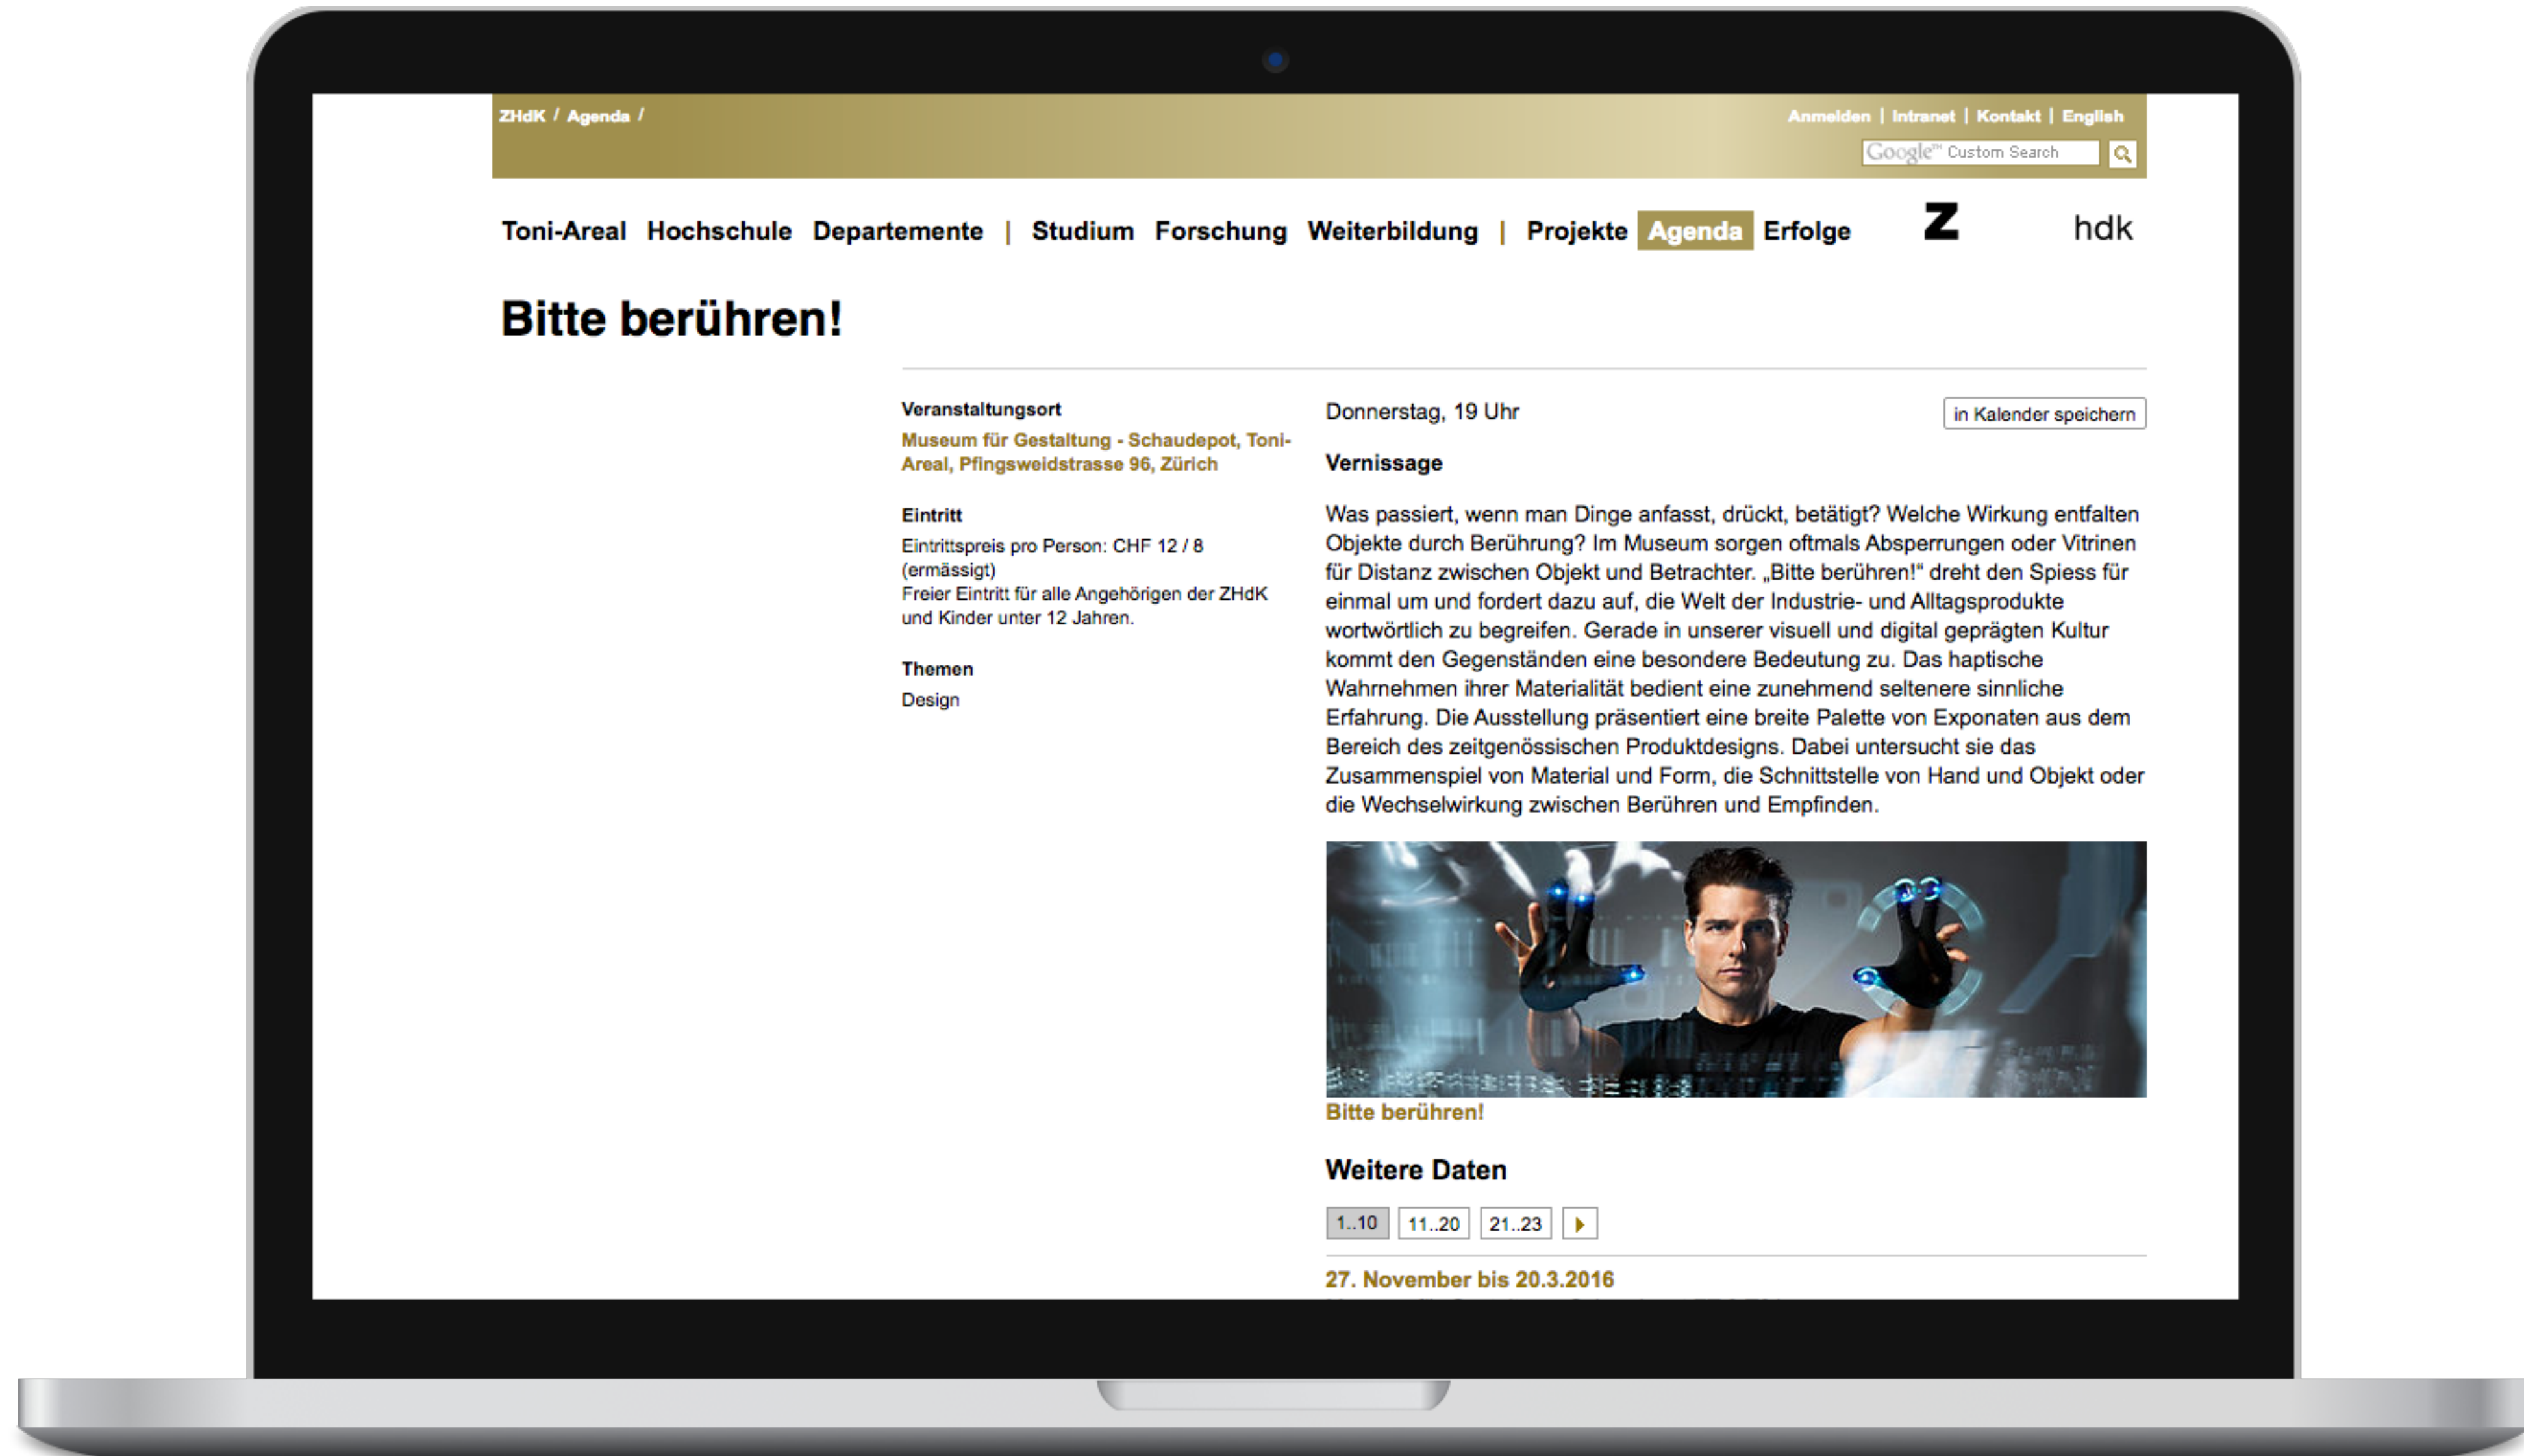 ZHdK / Agenda /
Anmelden | Intranet | Kontakt | English
Google™ Custom Search
Toni-Areal Hochschule Departemente | Studium Forschung Weiterbildung | Projekte Agenda Erfolge
Z hdk
Bitte berühren!
Veranstaltungsort
Museum für Gestaltung - Schaudepot, Toni-
Areal, Pfingsweidstrasse 96, Zürich
Eintritt
Eintrittspreis pro Person: CHF 12 / 8
(ermässigt)
Freier Eintritt für alle Angehörigen der ZHdK
und Kinder unter 12 Jahren.
Themen
Design
Donnerstag, 19 Uhr
in Kalender speichern
Vernissage
Was passiert, wenn man Dinge anfasst, drückt, betätigt? Welche Wirkung entfalten
Objekte durch Berührung? Im Museum sorgen oftmals Absperrungen oder Vitrinen
für Distanz zwischen Objekt und Betrachter. „Bitte berühren!“ dreht den Spiess für
einmal um und fordert dazu auf, die Welt der Industrie- und Alltagsprodukte
wortwörtlich zu begreifen. Gerade in unserer visuell und digital geprägten Kultur
kommt den Gegenständen eine besondere Bedeutung zu. Das haptische
Wahrnehmen ihrer Materialität bedient eine zunehmend seltenere sinnliche
Erfahrung. Die Ausstellung präsentiert eine breite Palette von Exponaten aus dem
Bereich des zeitgenössischen Produktdesigns. Dabei untersucht sie das
Zusammenspiel von Material und Form, die Schnittstelle von Hand und Objekt oder
die Wechselwirkung zwischen Berühren und Empfinden.
Bitte berühren!
Weitere Daten
1..10 11..20 21..23
27. November bis 20.3.2016